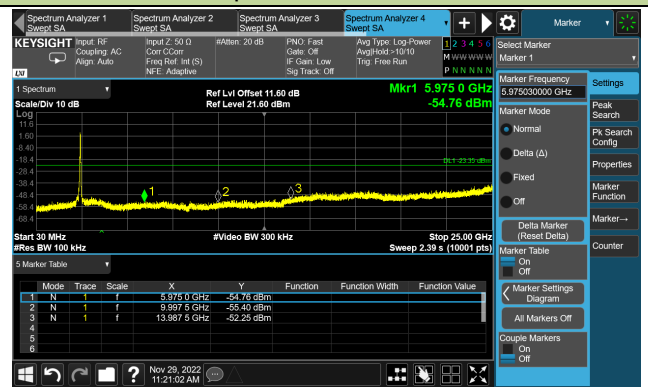 Spectrum Analyzer 1
Swept SA
Spectrum Analyzer 2
Swept SA
Spectrum Analyzer 3
Swept SA
Spectrum Analyzer 4
Swept SA
Marker
KEYSIGHT
LXI
Input: RF
Coupling: AC
Align: Auto
Input Z: 50 Ω
Corr CCorr
Freq Ref: Int (S)
NFE: Adaptive
#Atten: 20 dB
PNO: Fast
Gate: Off
IF Gain: Low
Sig Track: Off
Avg Type: Log-Power
Avg|Hold:>10/10
Trig: Free Run
1 2 3 4 5 6
M W W W W W
P N N N N N
1 Spectrum
Scale/Div 10 dB
Log
Ref Lvl Offset 11.60 dB
Ref Level 21.60 dBm
Mkr1 5.975 0 GHz
-54.76 dBm
11.6
1.60
-8.40
-18.4
-28.4
-38.4
-48.4
-58.4
-68.4
DL1 -23.35 dBm
1
2
3
Start 30 MHz
#Res BW 100 kHz
#Video BW 300 kHz
Stop 25.00 GHz
Sweep 2.39 s (10001 pts)
5 Marker Table
Mode Trace Scale X Y Function Function Width Function Value
1 N 1 f 5.975 0 GHz -54.76 dBm
2 N 1 f 9.997 5 GHz -55.40 dBm
3 N 1 f 13.987 5 GHz -52.25 dBm
4
5
6
Nov 29, 2022
11:21:02 AM
Select Marker
Marker 1
Marker Frequency
5.975030000 GHz
Marker Mode
Normal
Delta (Δ)
Fixed
Off
Delta Marker
(Reset Delta)
Marker Table
On
Off
Marker Settings
Diagram
All Markers Off
Couple Markers
On
Off
Settings
Peak
Search
Pk Search
Config
Properties
Marker
Function
Marker→
Counter